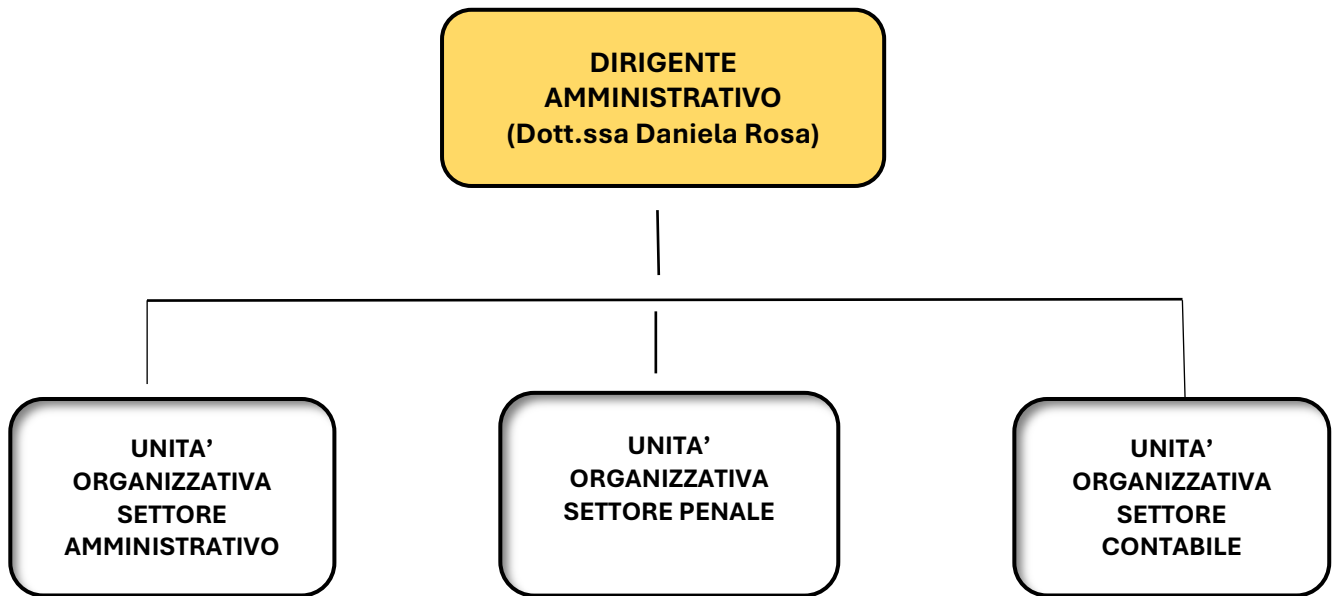 DIRIGENTE
AMMINISTRATIVO
(Dott.ssa Daniela Rosa)
UNITA’
ORGANIZZATIVA
SETTORE
AMMINISTRATIVO
UNITA’
ORGANIZZATIVA
SETTORE PENALE
UNITA’
ORGANIZZATIVA
SETTORE
CONTABILE